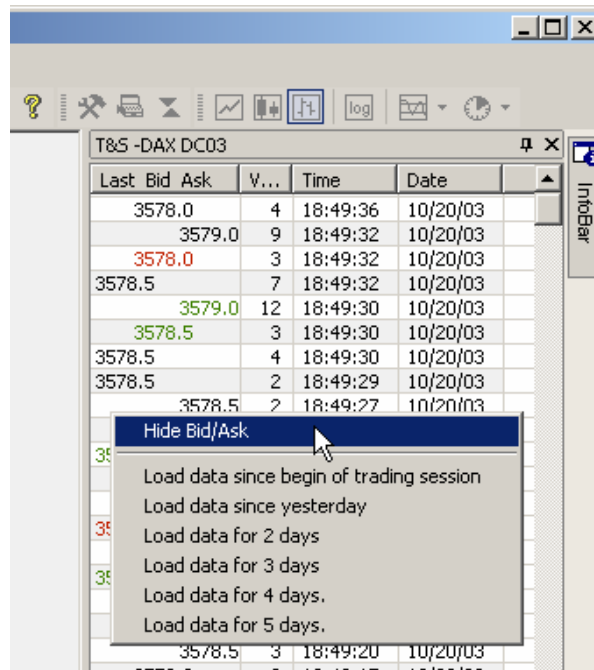 log
T&S -DAX DC03
InfoBar
Last Bid Ask V... Time Date
3578.0 4 18:49:36 10/20/03
3579.0 9 18:49:32 10/20/03
3578.0 3 18:49:32 10/20/03
3578.5 7 18:49:32 10/20/03
3579.0 12 18:49:30 10/20/03
3578.5 3 18:49:30 10/20/03
3578.5 4 18:49:30 10/20/03
3578.5 2 18:49:29 10/20/03
3578.5 2 18:49:27 10/20/03
Hide Bid/Ask
Load data since begin of trading session
Load data since yesterday
Load data for 2 days
Load data for 3 days
Load data for 4 days.
Load data for 5 days.
3578.5 3 18:49:20 10/20/03